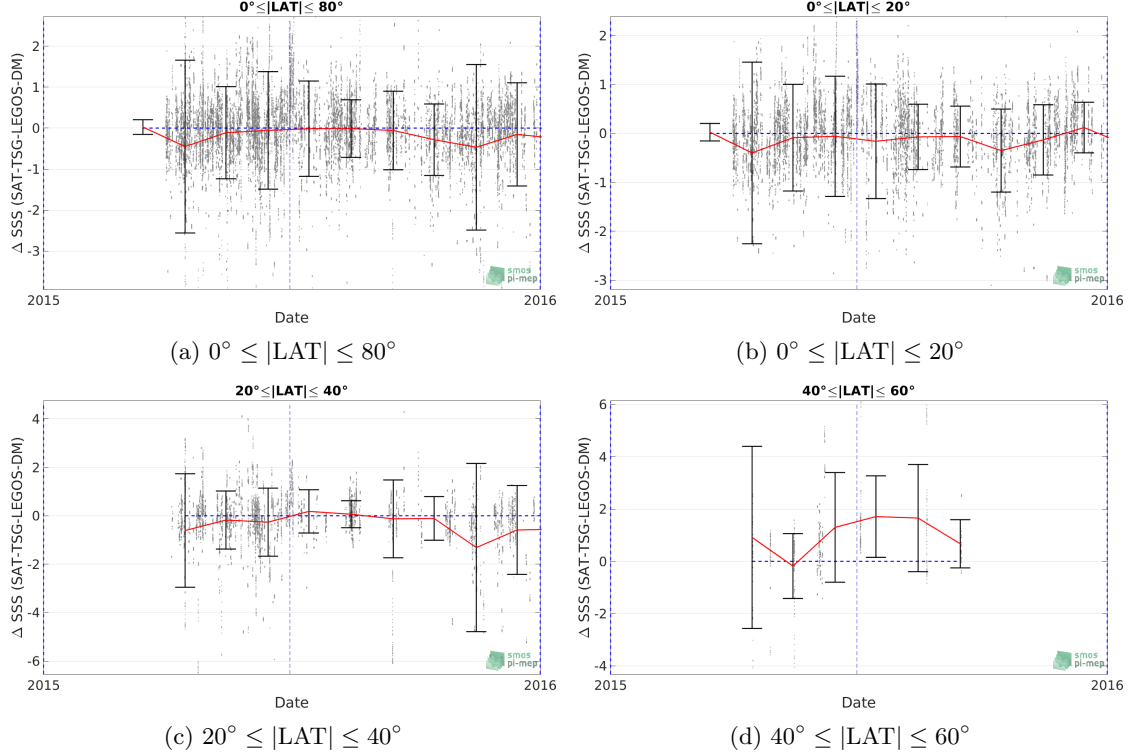 0°≤|LAT|≤ 80°
Δ SSS (SAT-TSG-LEGOS-DM)
2
1
0
-1
-2
-3
smos
pi-mep
2015
2016
Date
(a) 0° ≤ |LAT| ≤ 80°
0°≤|LAT|≤ 20°
Δ SSS (SAT-TSG-LEGOS-DM)
2
1
0
-1
-2
-3
smos
pi-mep
2015
2016
Date
(b) 0° ≤ |LAT| ≤ 20°
20°≤|LAT|≤ 40°
Δ SSS (SAT-TSG-LEGOS-DM)
4
2
0
-2
-4
-6
smos
pi-mep
2015
2016
Date
(c) 20° ≤ |LAT| ≤ 40°
40°≤|LAT|≤ 60°
Δ SSS (SAT-TSG-LEGOS-DM)
6
4
2
0
-2
-4
smos
pi-mep
2015
2016
Date
(d) 40° ≤ |LAT| ≤ 60°